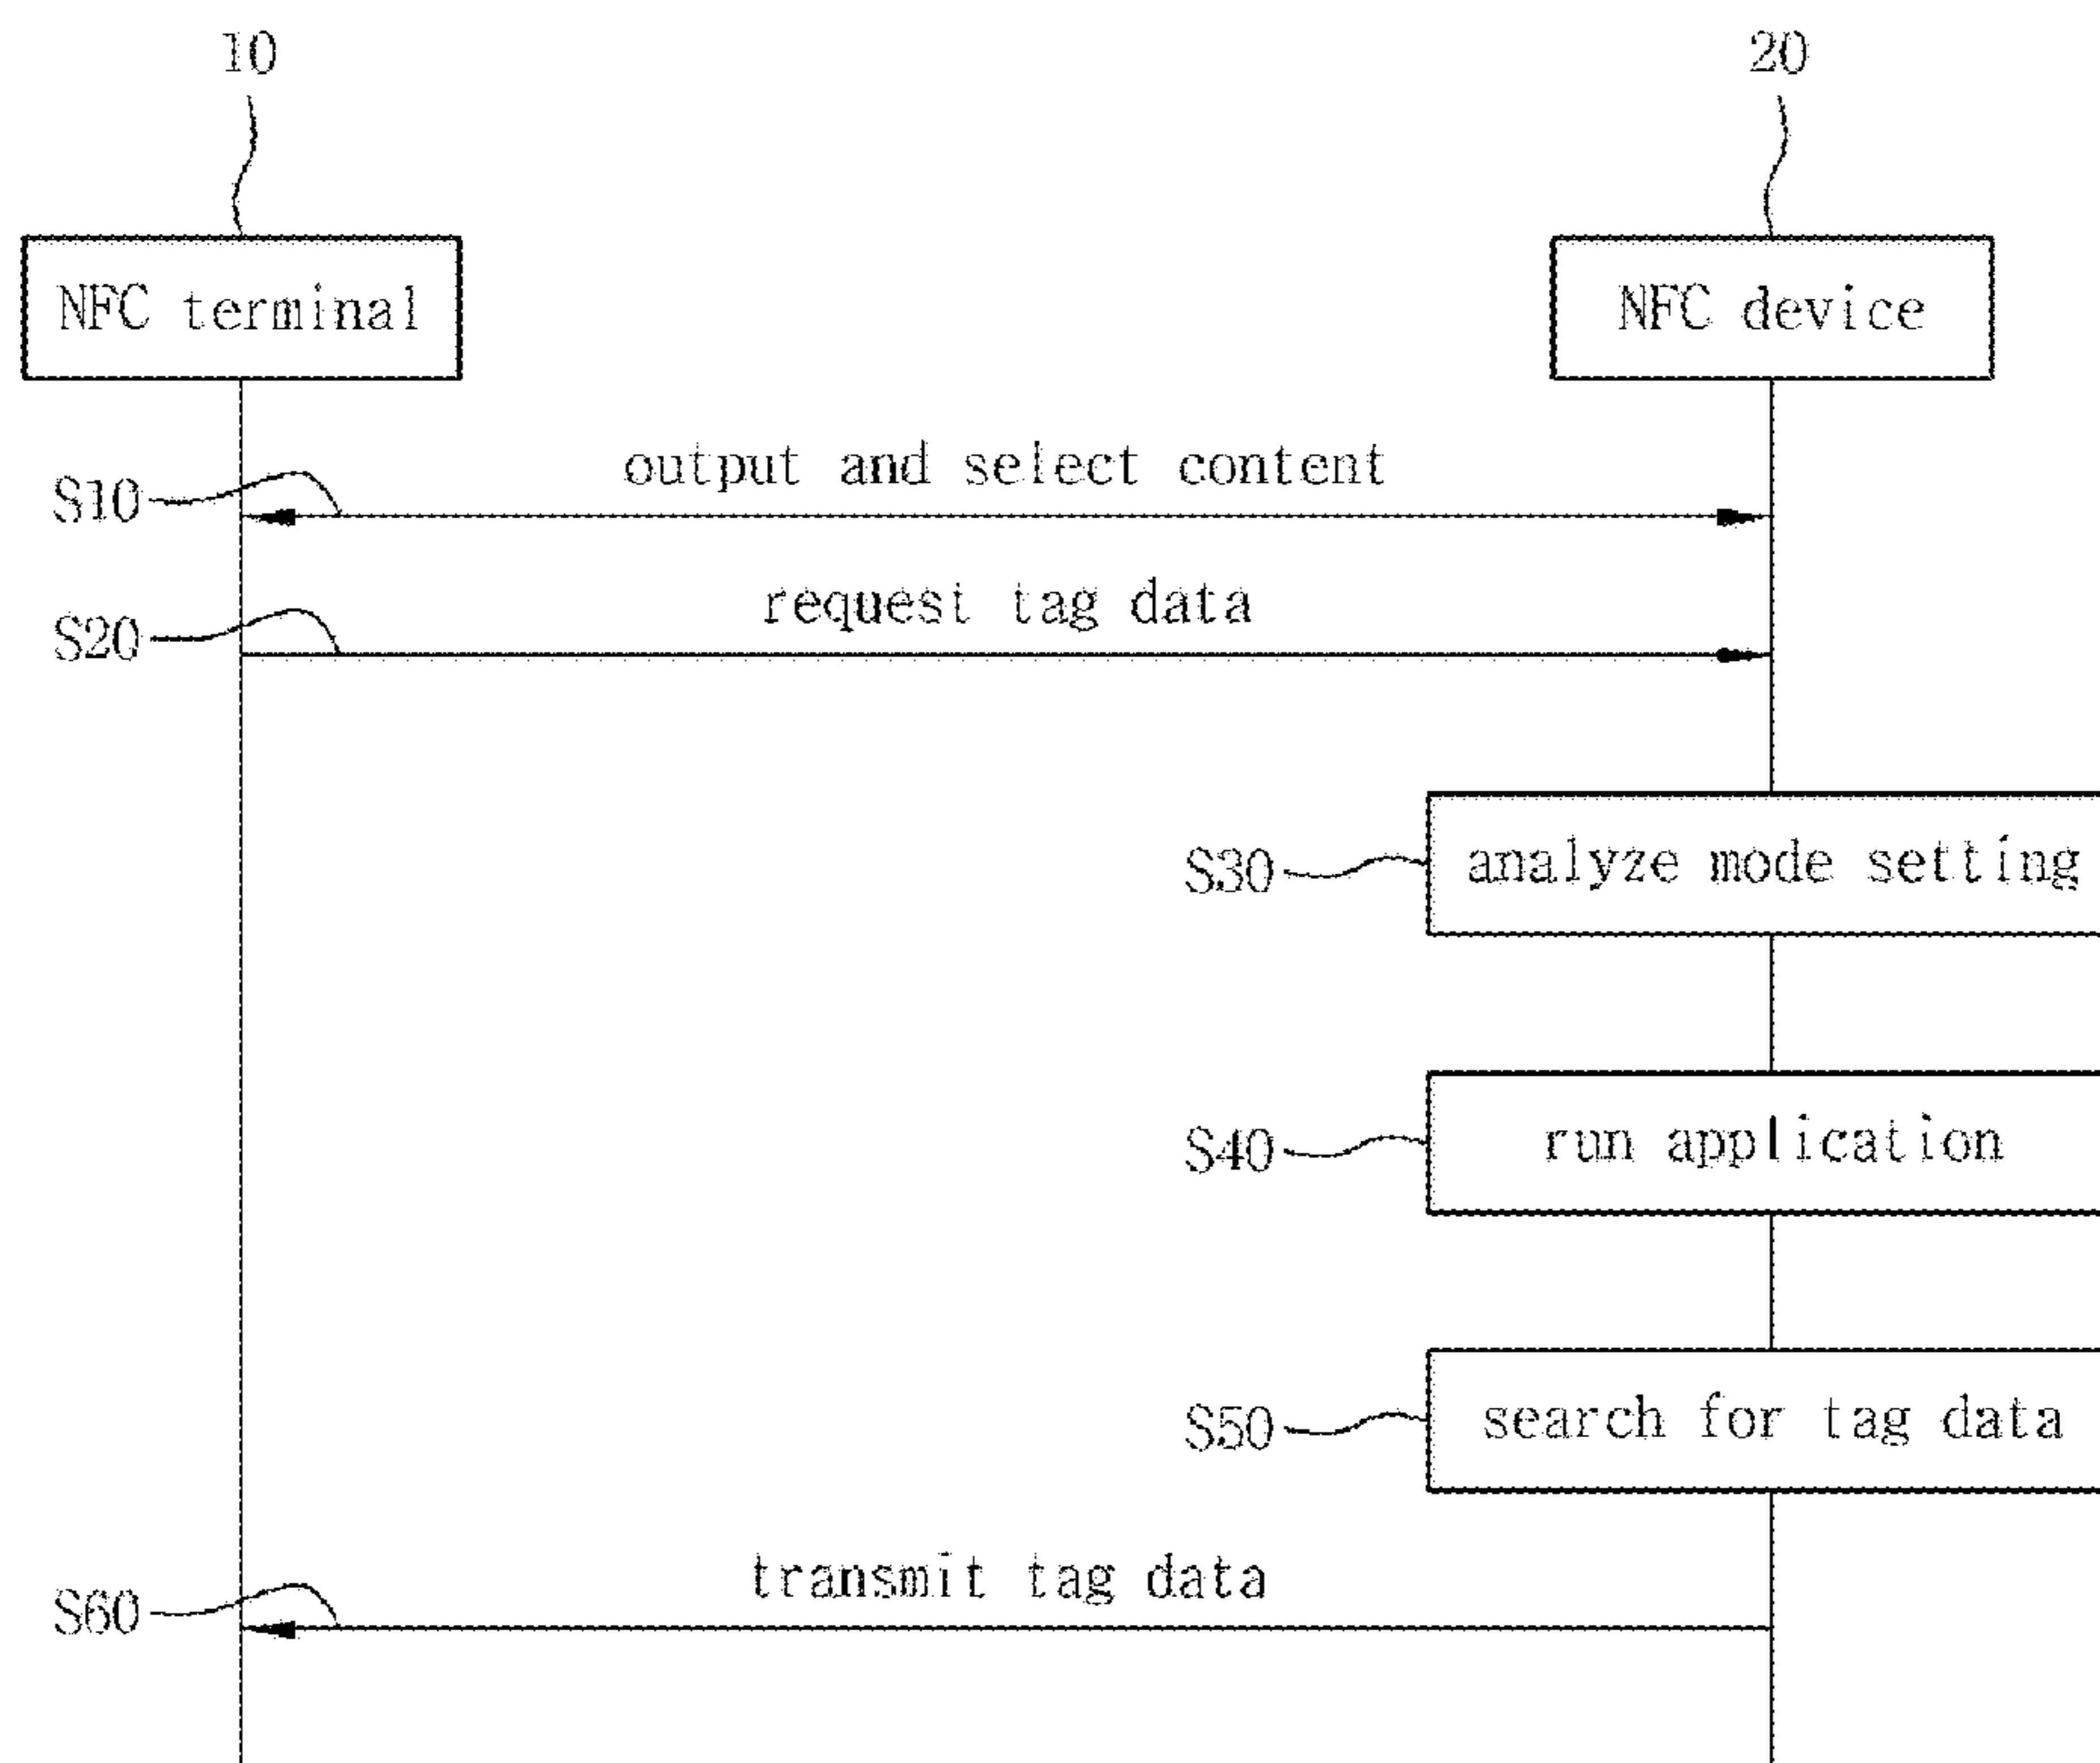 10
20
NFC terminal
NFC device
output and select content
S10
request tag data
S20
analyze mode setting
S30
run application
S40
search for tag data
S50
transmit tag data
S60